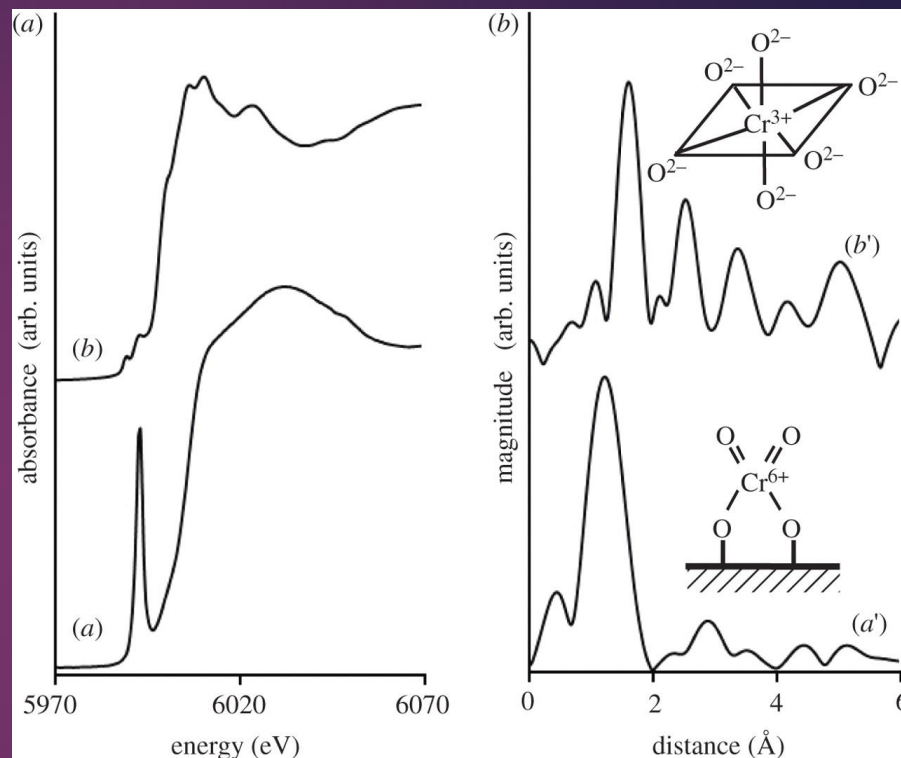 (a)
absorbance (arb. units)
(b)
(a)
5970 6020 6070
energy (eV)
(b)
magnitude (arb. units)
O²⁻
O²⁻ O²⁻
Cr³⁺
O²⁻ O²⁻
O²⁻
(b')
O O
Cr⁶⁺
O O
(a')
0 2 4 6
distance (Å)